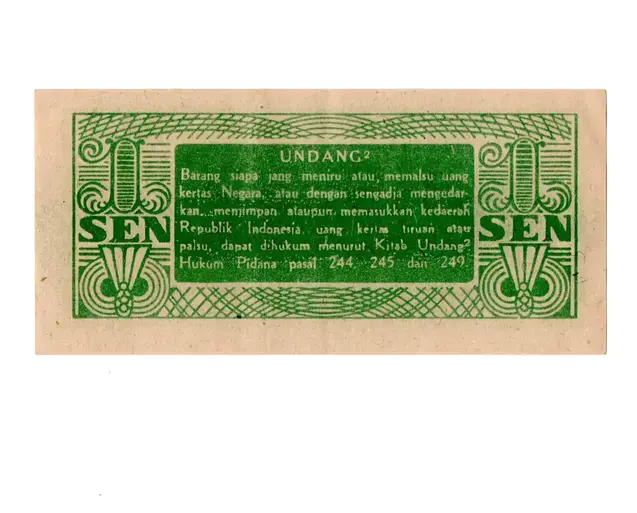 UNDANG²
Barang siapa jang meniru atau memalsu uang
kertas Negara, atau dengan sengadja mengedar-
kan, menjimpan ataupun memasukkan kedaerah
Republik Indonesia uang kertas tiruan atau
palsu, dapat dihukum menurut Kitab Undang²
Hukum Pidana pasal 244 245 dan 249.
1
SEN
1
SEN